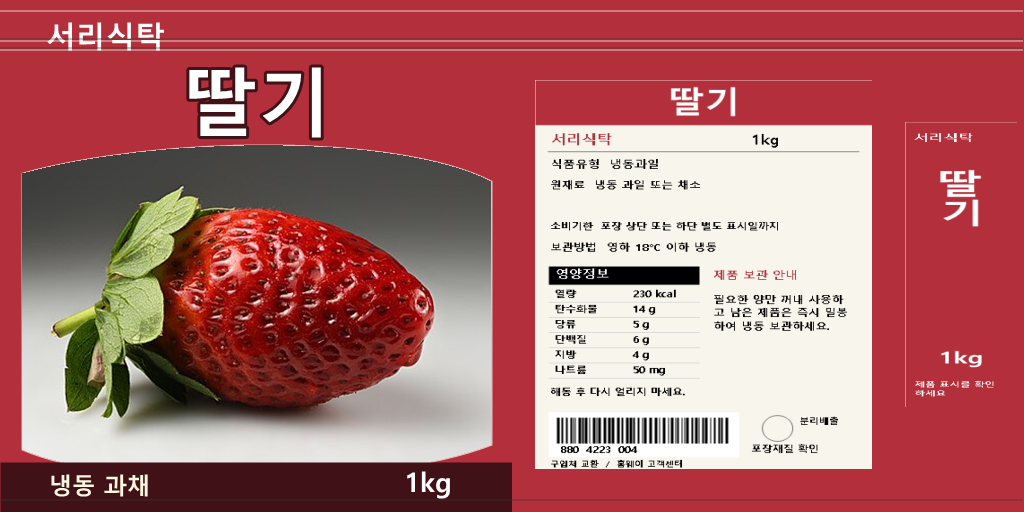 서리식탁
딸기
냉동 과채
1kg
딸기
서리식탁 1kg
식품유형 냉동과일
원재료 냉동 과일 또는 채소
소비기한 포장 상단 또는 하단 별도 표시일까지
보관방법 영하 18℃ 이하 냉동
영양정보
열량 230 kcal
탄수화물 14 g
당류 5 g
단백질 6 g
지방 4 g
나트륨 50 mg
해동 후 다시 얼리지 마세요.
제품 보관 안내
필요한 양만 꺼내 사용하
고 남은 제품은 즉시 밀봉
하여 냉동 보관하세요.
880 4223 004
구입처 교환 / 홈웨이 고객센터
분리배출
포장재질 확인
서리식탁
딸
기
1kg
제품 표시를 확인
하세요